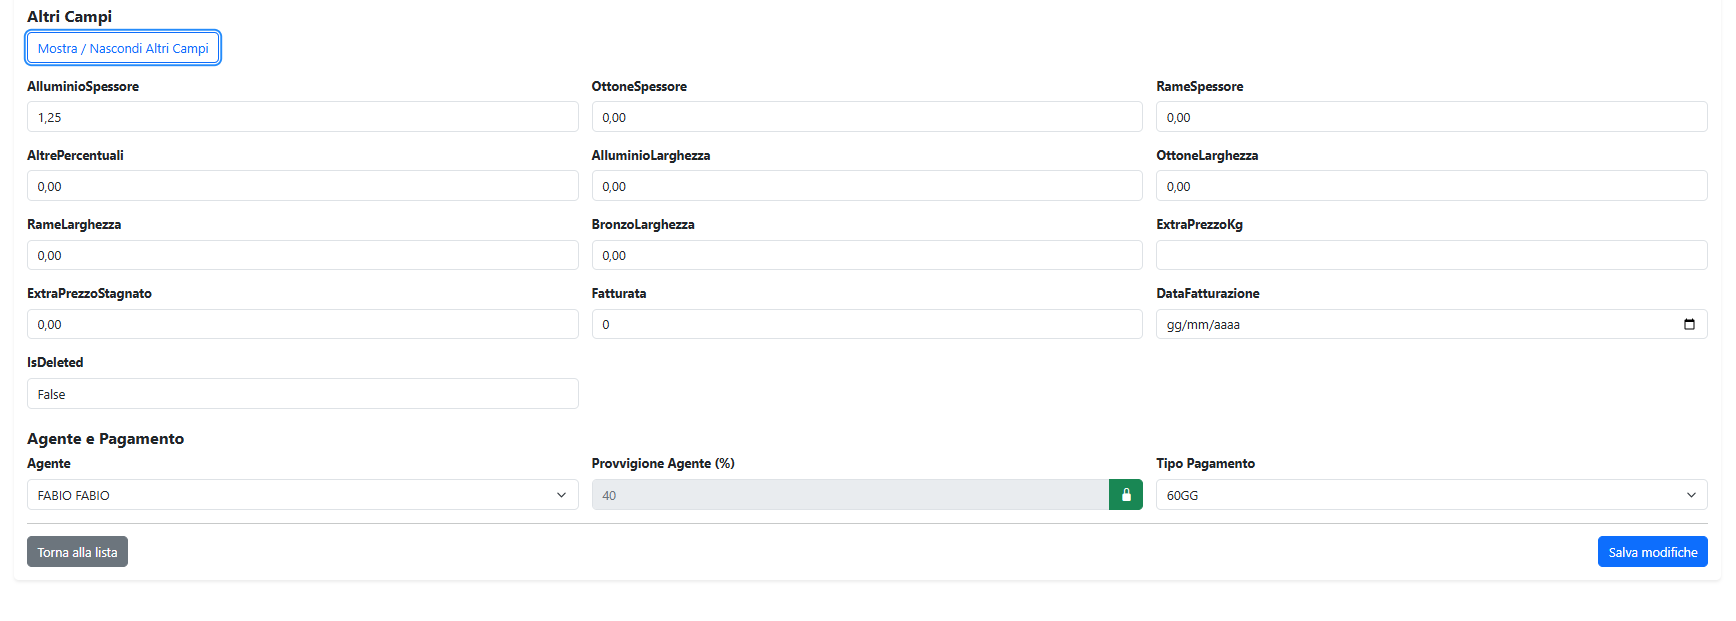 Altri Campi
Mostra / Nascondi Altri Campi
AlluminioSpessore OttoneSpessore RameSpessore
1,25 0,00 0,00
AltrePercentuali AlluminioLarghezza OttoneLarghezza
0,00 0,00 0,00
RameLarghezza BronzoLarghezza ExtraPrezzoKg
0,00 0,00
ExtraPrezzoStagnato Fatturata DataFatturazione
0,00 0 gg/mm/aaaa
IsDeleted
False
Agente e Pagamento
Agente Provvigione Agente (%) Tipo Pagamento
FABIO FABIO 40 60GG
Torna alla lista Salva modifiche